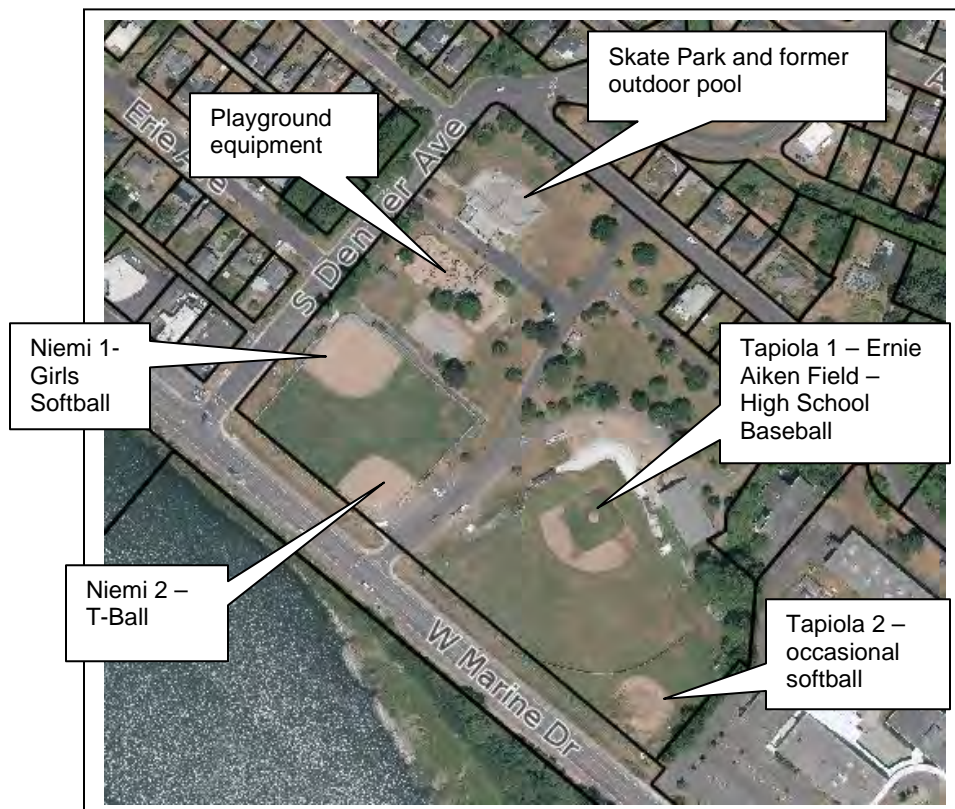 Skate Park and former
outdoor pool
Playground
equipment
Erie
S Denver Ave
Niemi 1-
Girls
Softball
Tapiola 1 – Ernie
Aiken Field –
High School
Baseball
Niemi 2 –
T-Ball
W Marine Dr
Tapiola 2 –
occasional
softball